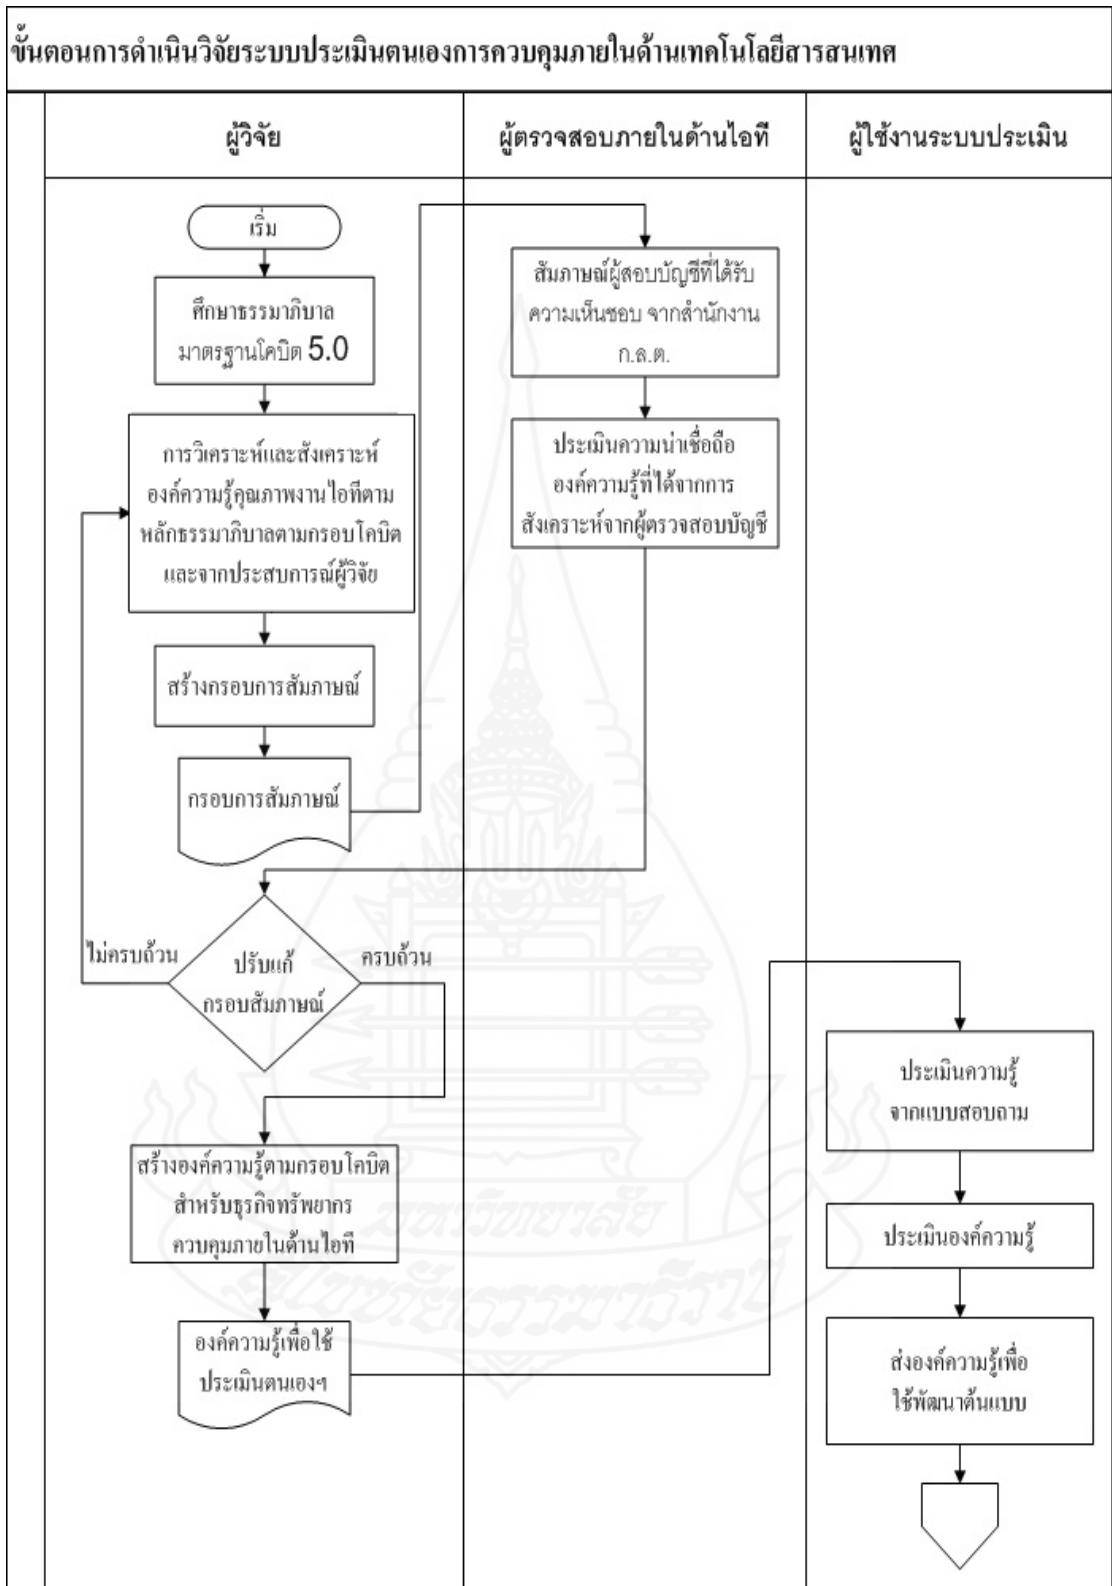 ขั้นตอนการดำเนินวิจัยระบบประเมินตนเองการควบคุมภายในด้านเทคโนโลยีสารสนเทศ
ผู้วิจัย
ผู้ตรวจสอบภายในด้านไอที
ผู้ใช้งานระบบประเมิน
เริ่ม
ศึกษาธรรมาภิบาล
มาตรฐานโคบิต 5.0
การวิเคราะห์และสังเคราะห์
องค์ความรู้คุณภาพงานไอทีตาม
หลักธรรมาภิบาลตามกรอบโคบิต
และจากประสบการณ์ผู้วิจัย
สร้างกรอบการสัมภาษณ์
กรอบการสัมภาษณ์
สัมภาษณ์ผู้สอบบัญชีที่ได้รับ
ความเห็นชอบ จากสำนักงาน
ก.ล.ต.
ประเมินความน่าเชื่อถือ
องค์ความรู้ที่ได้จากการ
สังเคราะห์จากผู้ตรวจสอบบัญชี
ไม่ครบถ้วน
ปรับแก้
กรอบสัมภาษณ์
ครบถ้วน
สร้างองค์ความรู้ตามกรอบโคบิต
สำหรับธุรกิจทรัพยากร
ควบคุมภายในด้านไอที
องค์ความรู้เพื่อใช้
ประเมินตนเองฯ
ประเมินความรู้
จากแบบสอบถาม
ประเมินองค์ความรู้
ส่งองค์ความรู้เพื่อ
ใช้พัฒนาต้นแบบ
มหาวิทยาลัย
สุโขทัยธรรมาธิราช